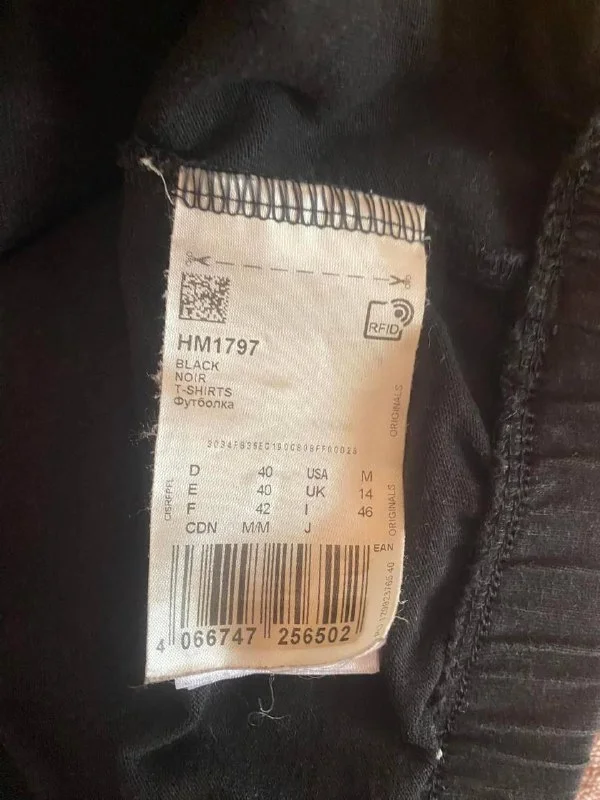 RFID
HM1797
BLACK
NOIR
T-SHIRTS
Футболка
ORIGINALS
D 40 USA M
E 40 UK 14
F 42 I 46
CDN M/M J
ORIGINALS
EAN
4 066747 256502